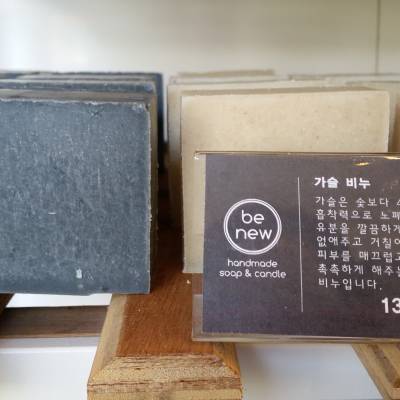 be
new
handmade
soap & candle
가슬 비누
가슬은 숯보다
흡착력으로 노폐
유분을 깔끔하게
없애주고 거칠어
피부를 매끄럽고
촉촉하게 해주는
비누입니다.
13